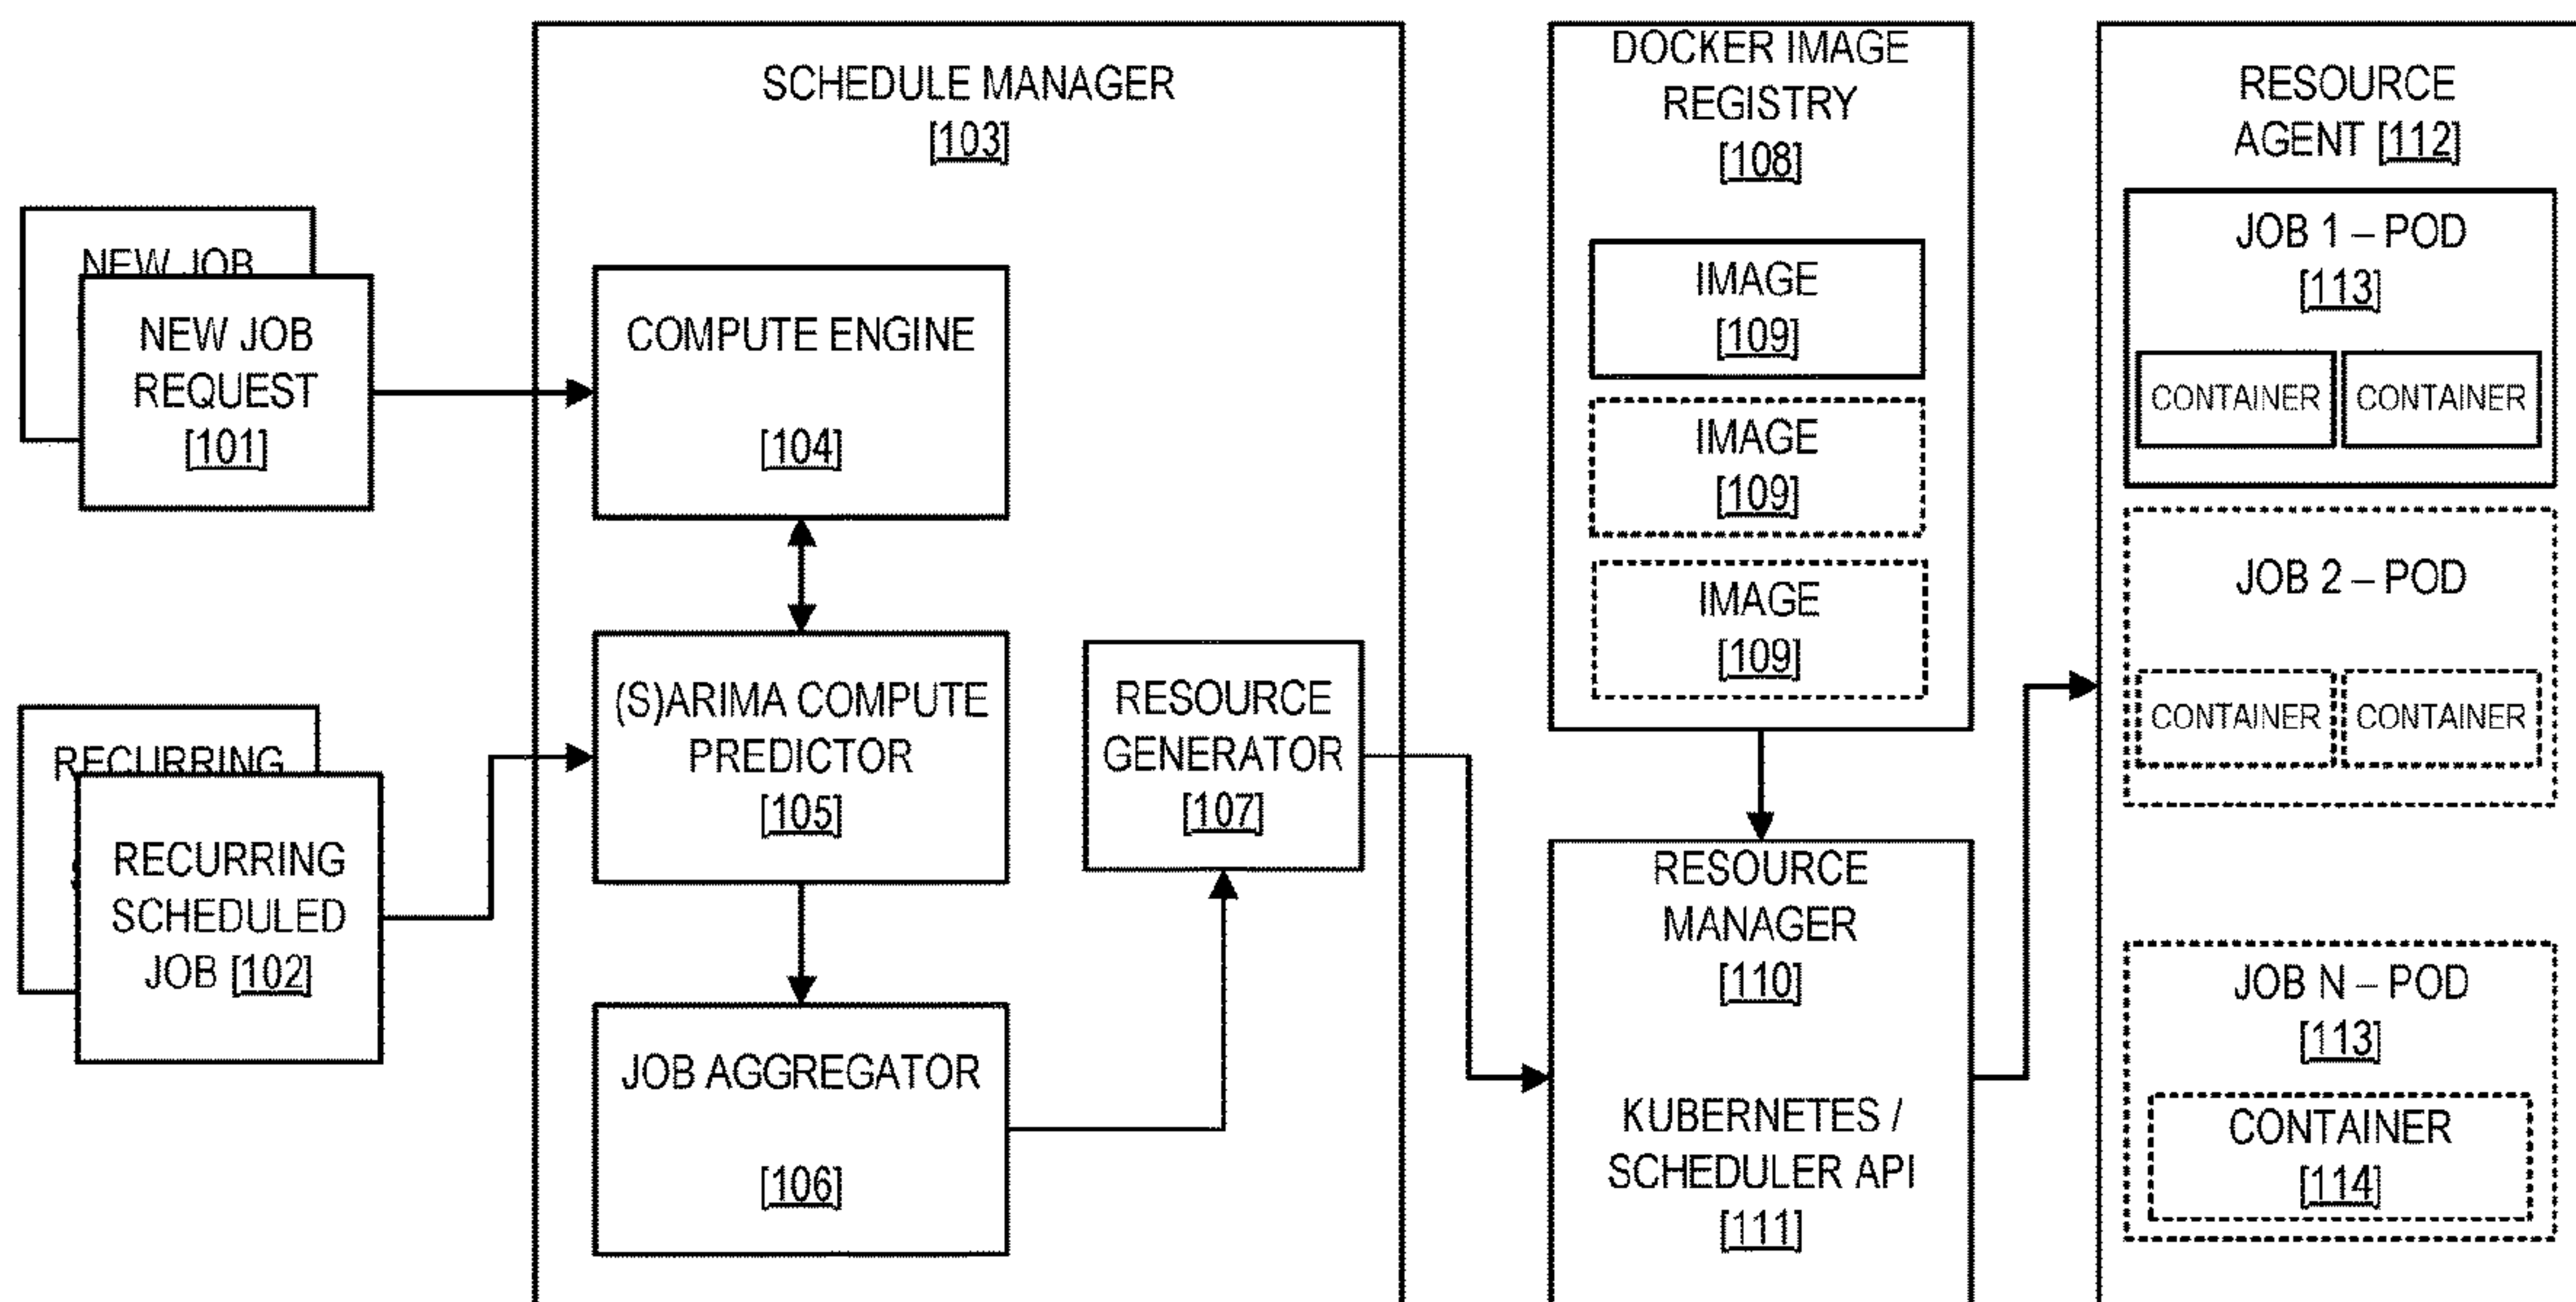 NEW JOB
NEW JOB
REQUEST
[101]
RECURRING
RECURRING
SCHEDULED
JOB [102]
SCHEDULE MANAGER
[103]
COMPUTE ENGINE
[104]
(S)ARIMA COMPUTE
PREDICTOR
[105]
JOB AGGREGATOR
[106]
RESOURCE
GENERATOR
[107]
DOCKER IMAGE
REGISTRY
[108]
IMAGE
[109]
IMAGE
[109]
IMAGE
[109]
RESOURCE
MANAGER
[110]
KUBERNETES /
SCHEDULER API
[111]
RESOURCE
AGENT [112]
JOB 1 – POD
[113]
CONTAINER CONTAINER
JOB 2 – POD
CONTAINER CONTAINER
JOB N – POD
[113]
CONTAINER
[114]